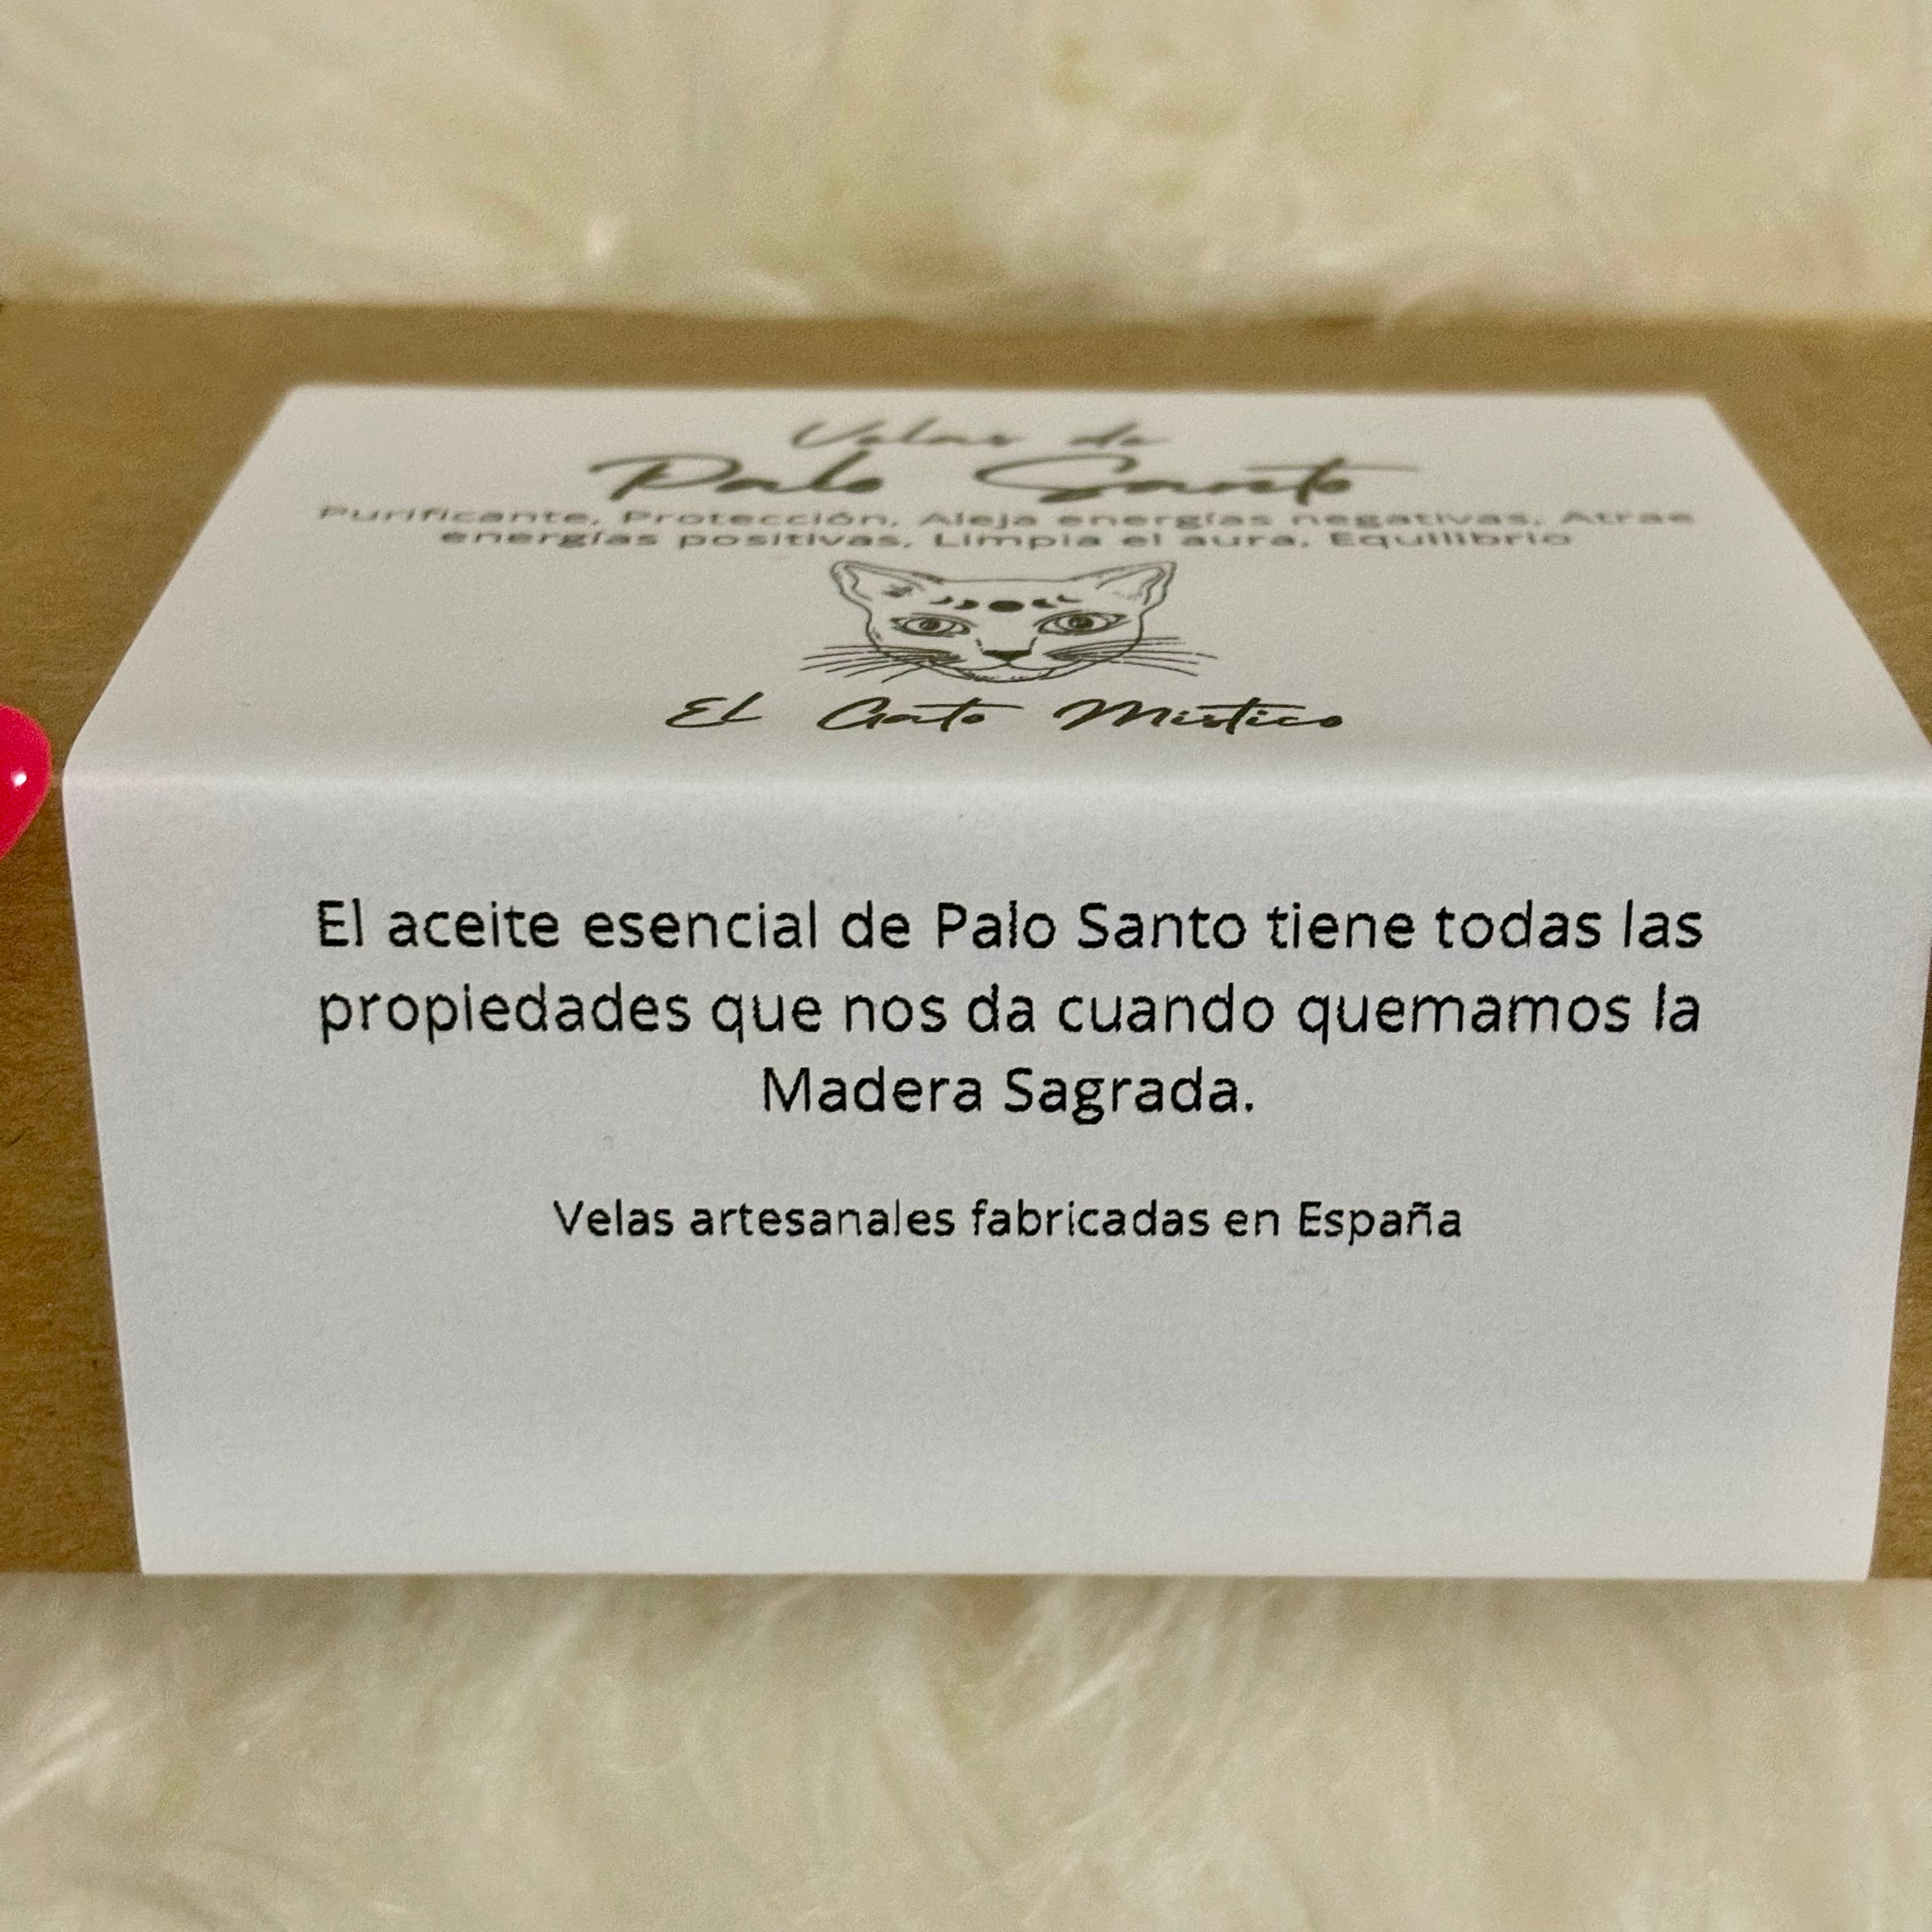 Velas de
Palo Santo
Purificante, Protección, Aleja energías negativas, Atrae
energías positivas, Limpia el aura, Equilibrio
El Gato Mistico
El aceite esencial de Palo Santo tiene todas las
propiedades que nos da cuando quemamos la
Madera Sagrada.
Velas artesanales fabricadas en España